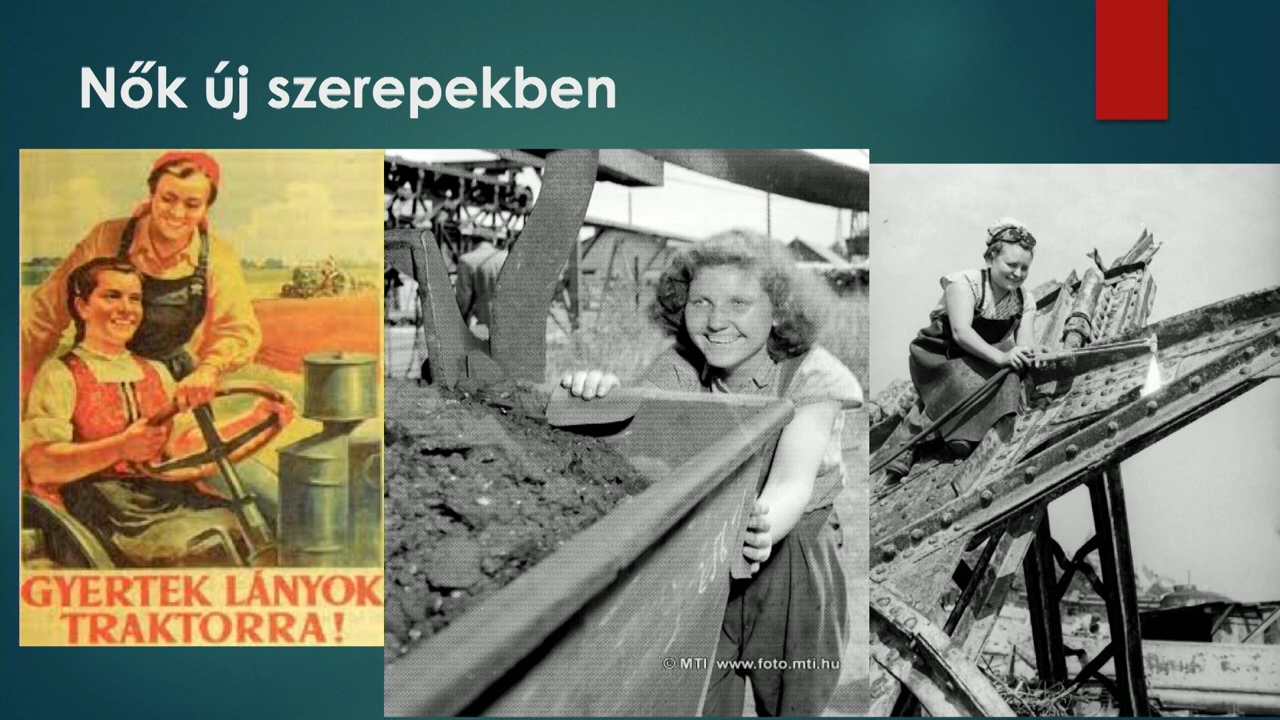 Nők új szerepekben
GYERTEK LÁNYOK
TRAKTORRA!
© MTI www.foto.mti.hu